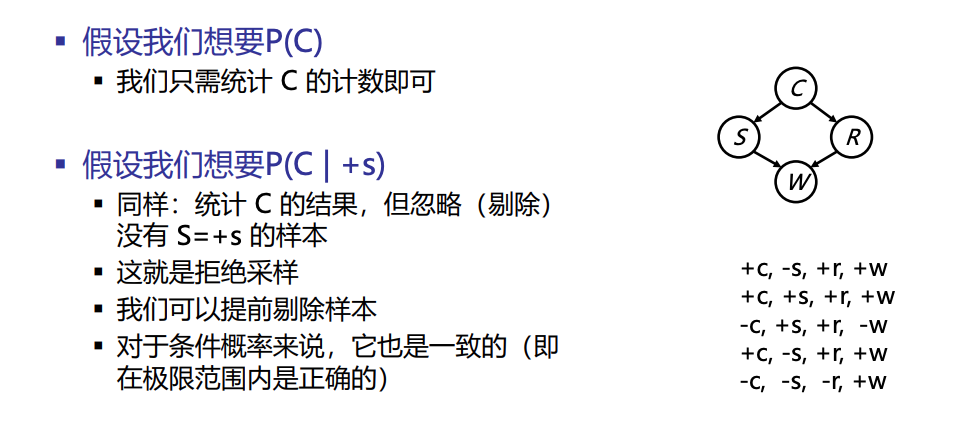 ▪ 假设我们想要P(C)
▪ 我们只需统计 C 的计数即可
▪ 假设我们想要P(C | +s)
▪ 同样：统计 C 的结果，但忽略（剔除）
没有 S=+s 的样本
▪ 这就是拒绝采样
▪ 我们可以提前剔除样本
▪ 对于条件概率来说，它也是一致的（即
在极限范围内是正确的）
C
S
R
W
+c, -s, +r, +w
+c, +s, +r, +w
-c, +s, +r, -w
+c, -s, +r, +w
-c, -s, -r, +w